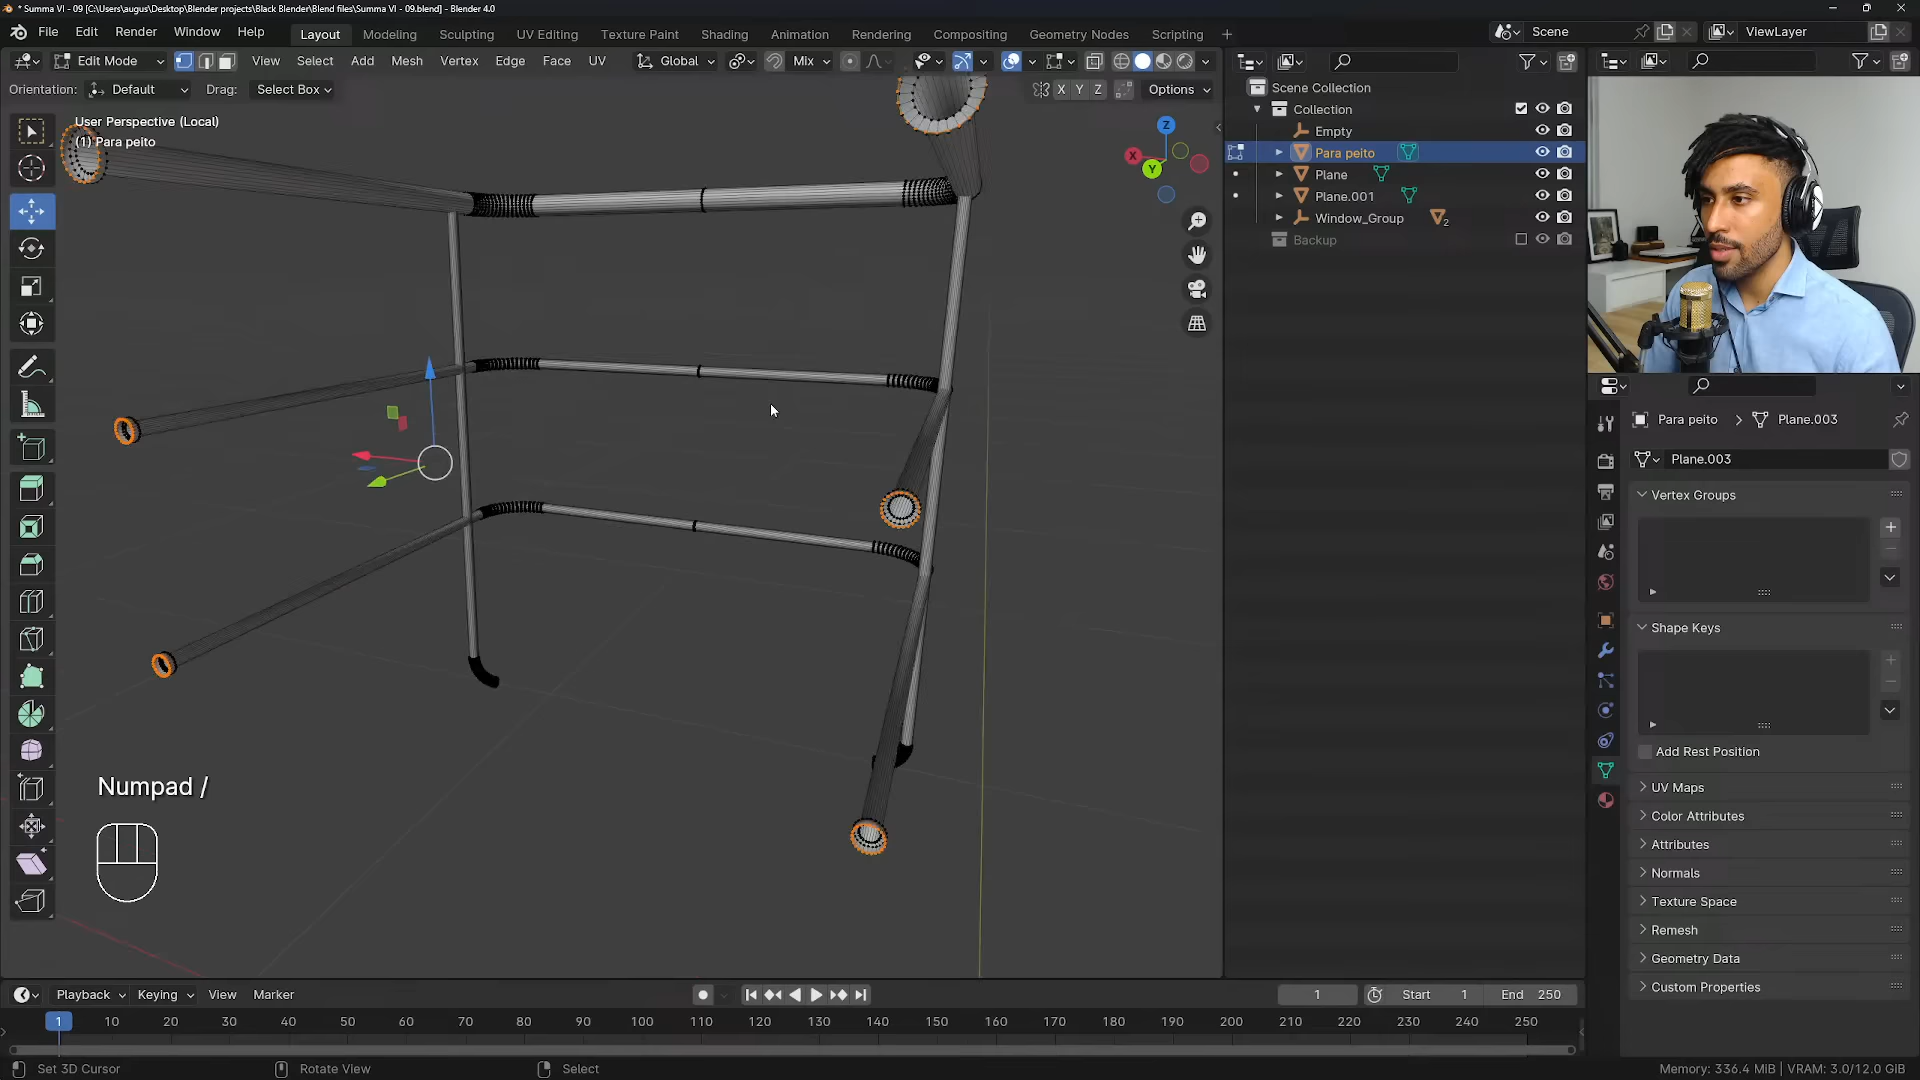 * Summa VI - 09 [C:\Users\augus\Desktop\Blender projects\Black Blender\Blend files\Summa VI - 09.blend] - Blender 4.0
File Edit Render Window Help Layout Modeling Sculpting UV Editing Texture Paint Shading Animation Rendering Compositing Geometry Nodes Scripting + Scene ViewLayer
Edit Mode View Select Add Mesh Vertex Edge Face UV Global Mix
Orientation: Default Drag: Select Box X Y Z Options
User Perspective (Local)
(1) Para peito
Z
X
Y
Scene Collection
Collection
Empty
Para peito
Plane
Plane.001
Window_Group 2
Backup
Para peito > Plane.003
Plane.003
Vertex Groups
Shape Keys
Add Rest Position
UV Maps
Color Attributes
Attributes
Normals
Texture Space
Remesh
Geometry Data
Custom Properties
Numpad /
Playback Keying View Marker 1 Start 1 End 250
1 10 20 30 40 50 60 70 80 90 100 110 120 130 140 150 160 170 180 190 200 210 220 230 240 250
Set 3D Cursor Rotate View Select Memory: 336.4 MiB | VRAM: 3.0/12.0 GiB